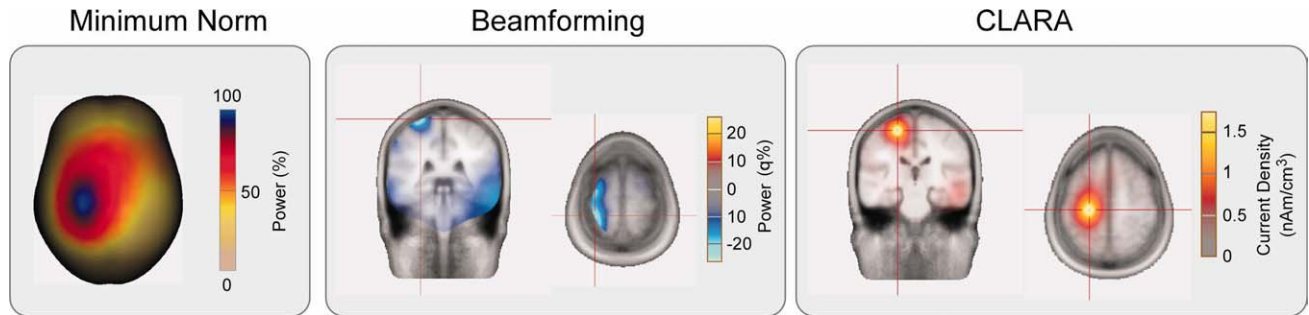 Minimum Norm
100
50
0
Power (%)
Beamforming
20
10
0
10
-20
Power (q%)
CLARA
1.5
1
0.5
0
Current Density
(nAm/cm³)